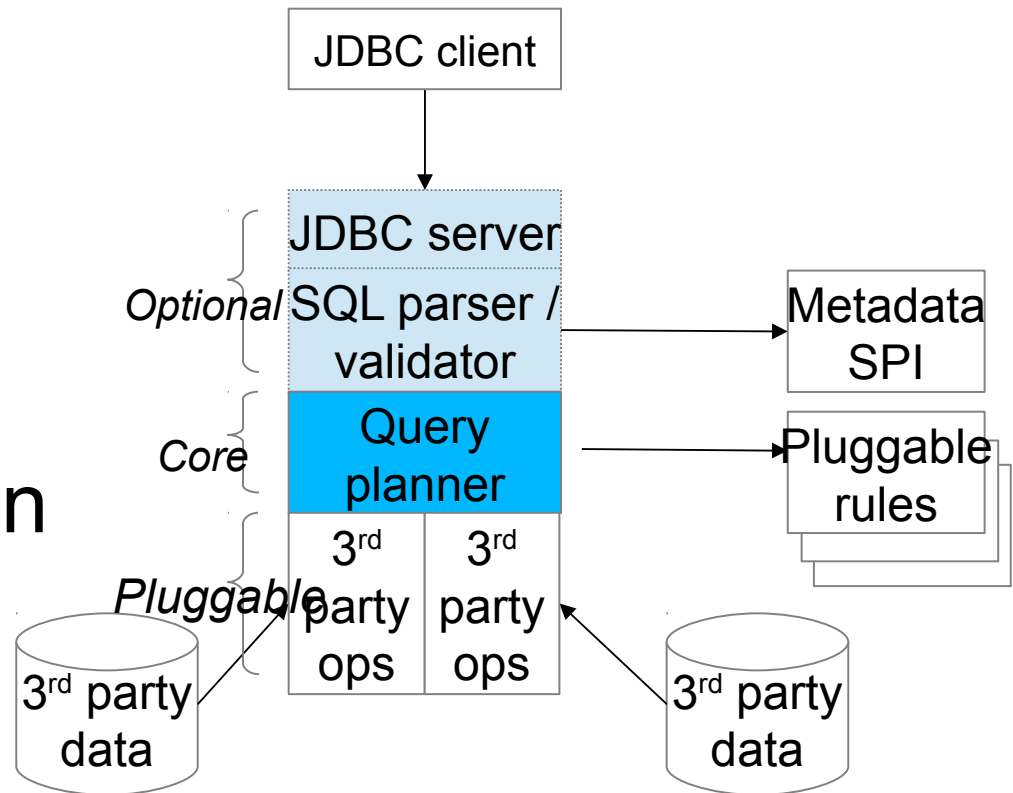 JDBC client
JDBC server
Optional
SQL parser /
validator
Metadata
SPI
Core
Query
planner
Pluggable
rules
n
Pluggable
3rd
party
ops
3rd
party
ops
3rd party
data
3rd party
data